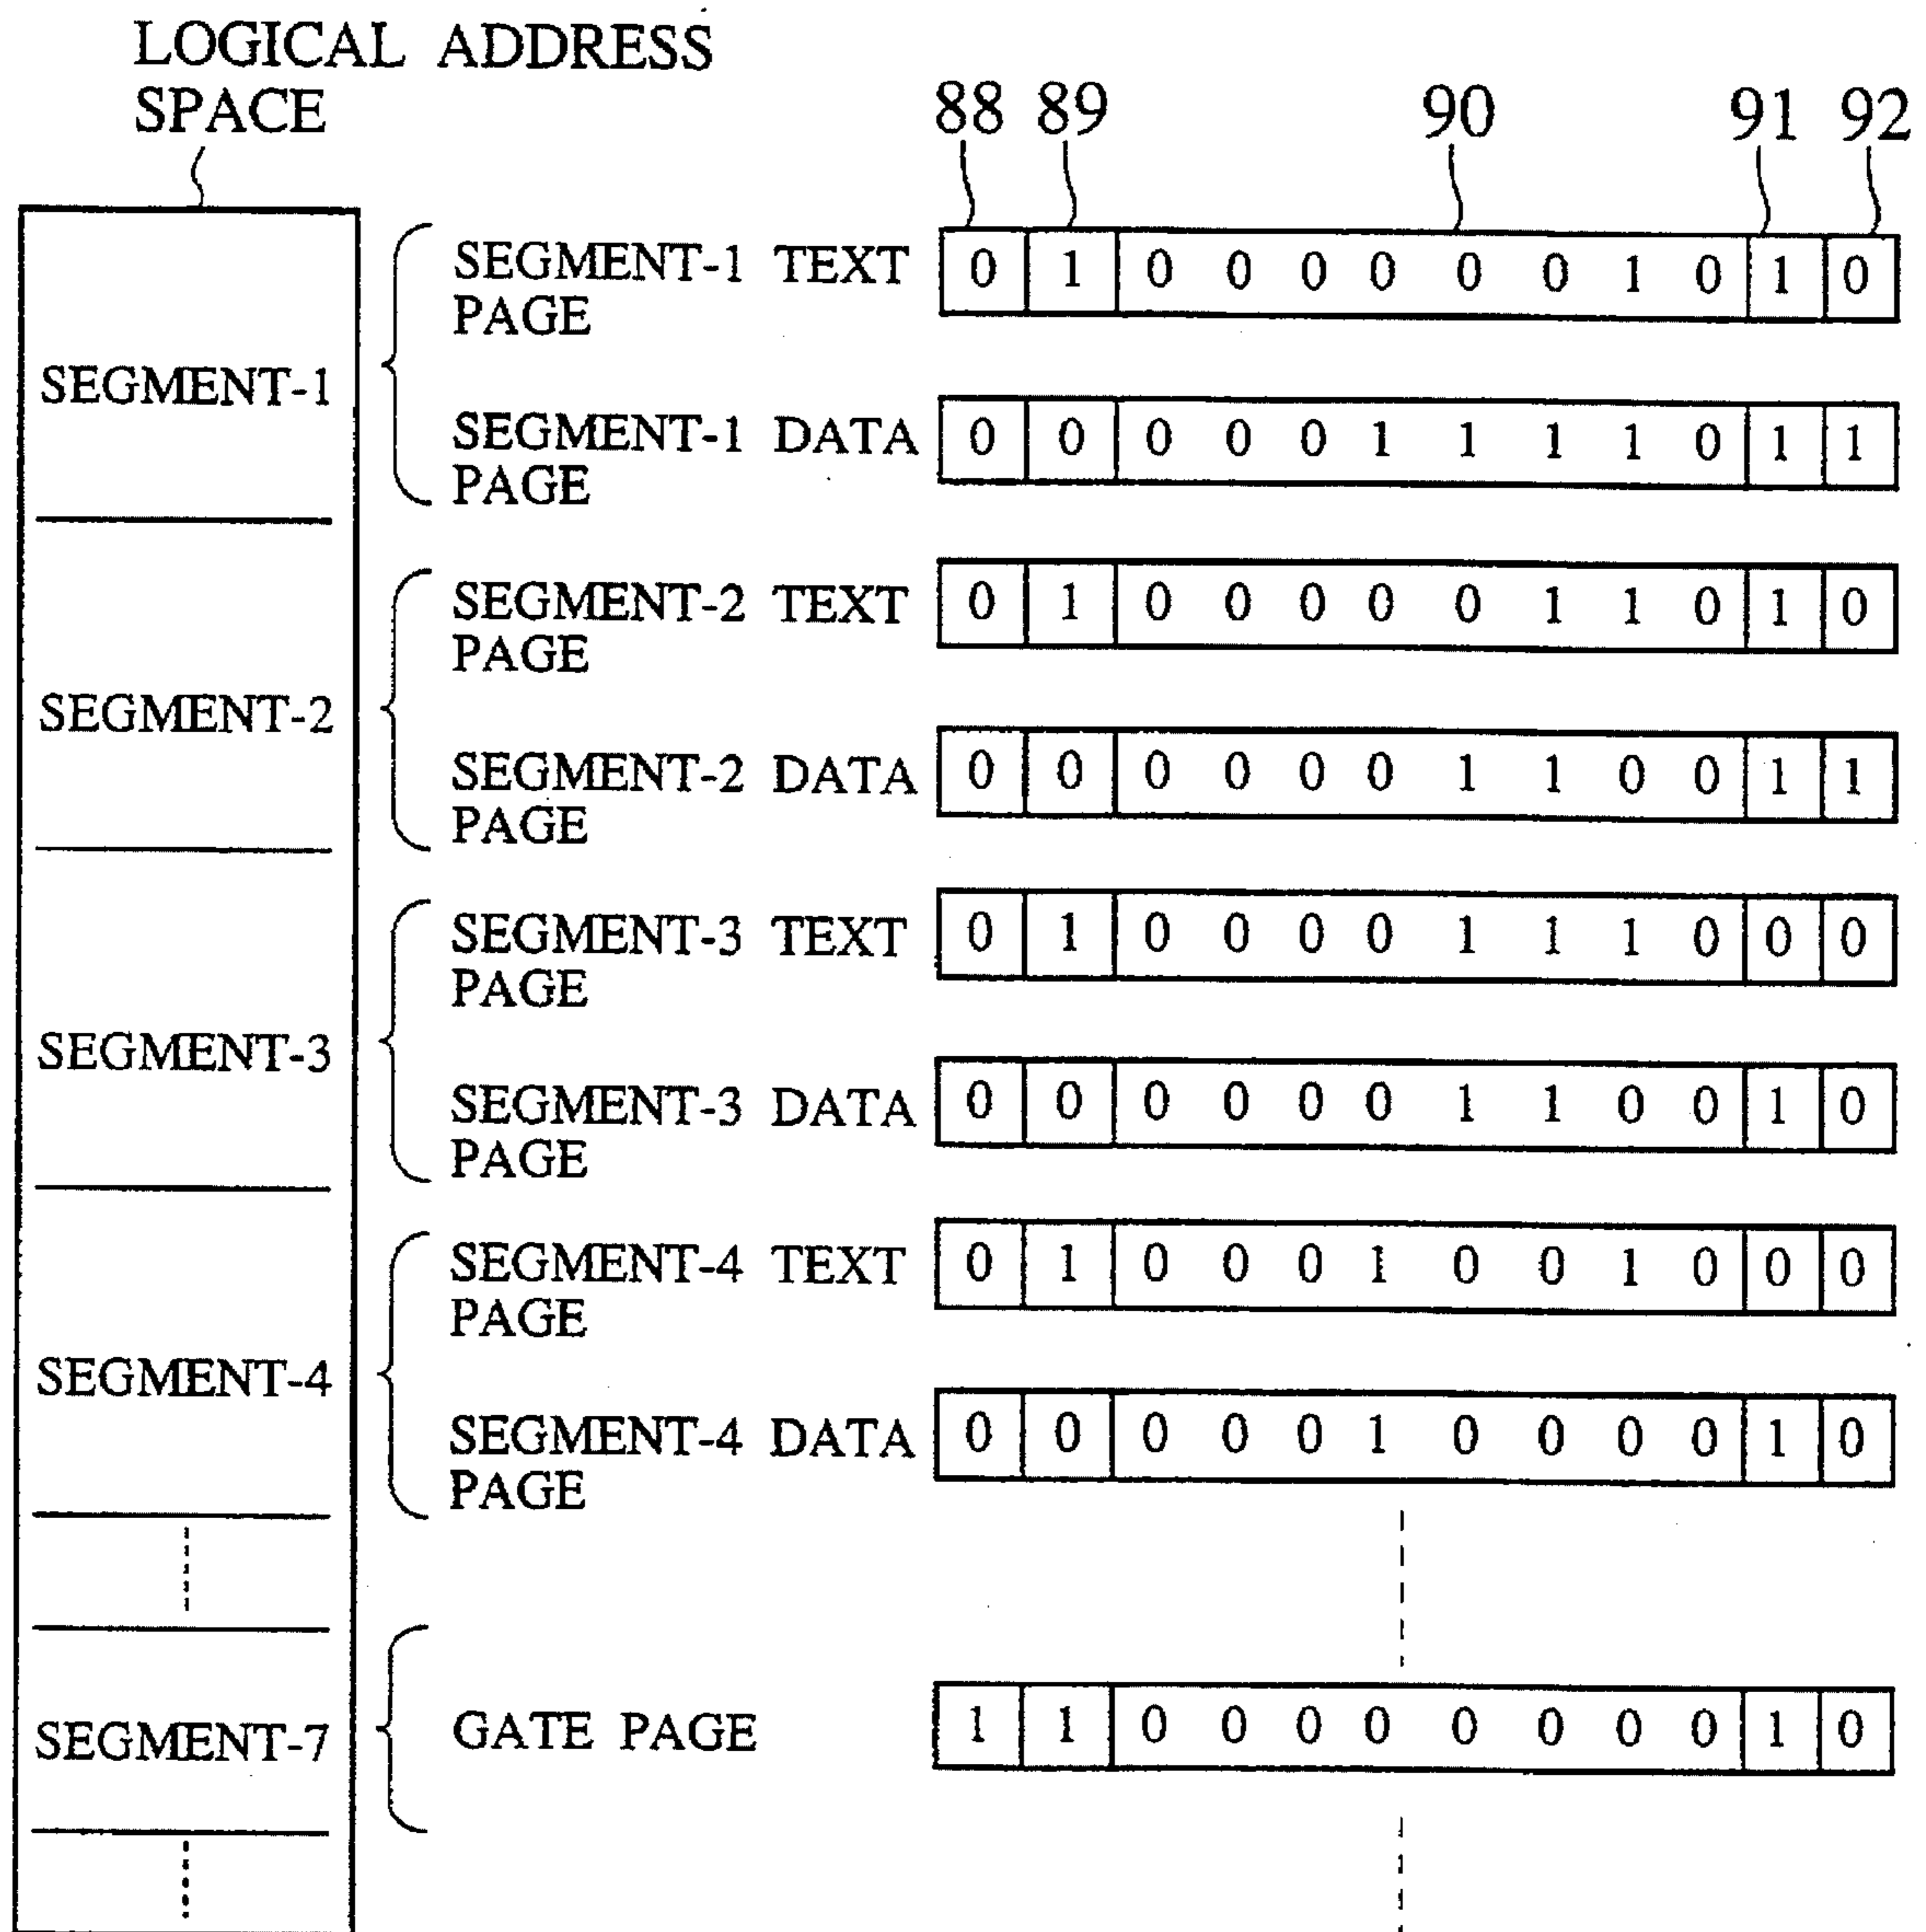 LOGICAL ADDRESS
SPACE
88 89 90 91 92
SEGMENT-1
SEGMENT-1 TEXT 0 1 0 0 0 0 0 0 1 0 1 0
PAGE
SEGMENT-1 DATA 0 0 0 0 0 1 1 1 1 0 1 1
PAGE
SEGMENT-2
SEGMENT-2 TEXT 0 1 0 0 0 0 0 1 1 0 1 0
PAGE
SEGMENT-2 DATA 0 0 0 0 0 0 1 1 0 0 1 1
PAGE
SEGMENT-3
SEGMENT-3 TEXT 0 1 0 0 0 0 1 1 1 0 0 0
PAGE
SEGMENT-3 DATA 0 0 0 0 0 0 1 1 0 0 1 0
PAGE
SEGMENT-4
SEGMENT-4 TEXT 0 1 0 0 0 1 0 0 1 0 0 0
PAGE
SEGMENT-4 DATA 0 0 0 0 0 1 0 0 0 0 1 0
PAGE
SEGMENT-7
GATE PAGE 1 1 0 0 0 0 0 0 0 0 1 0